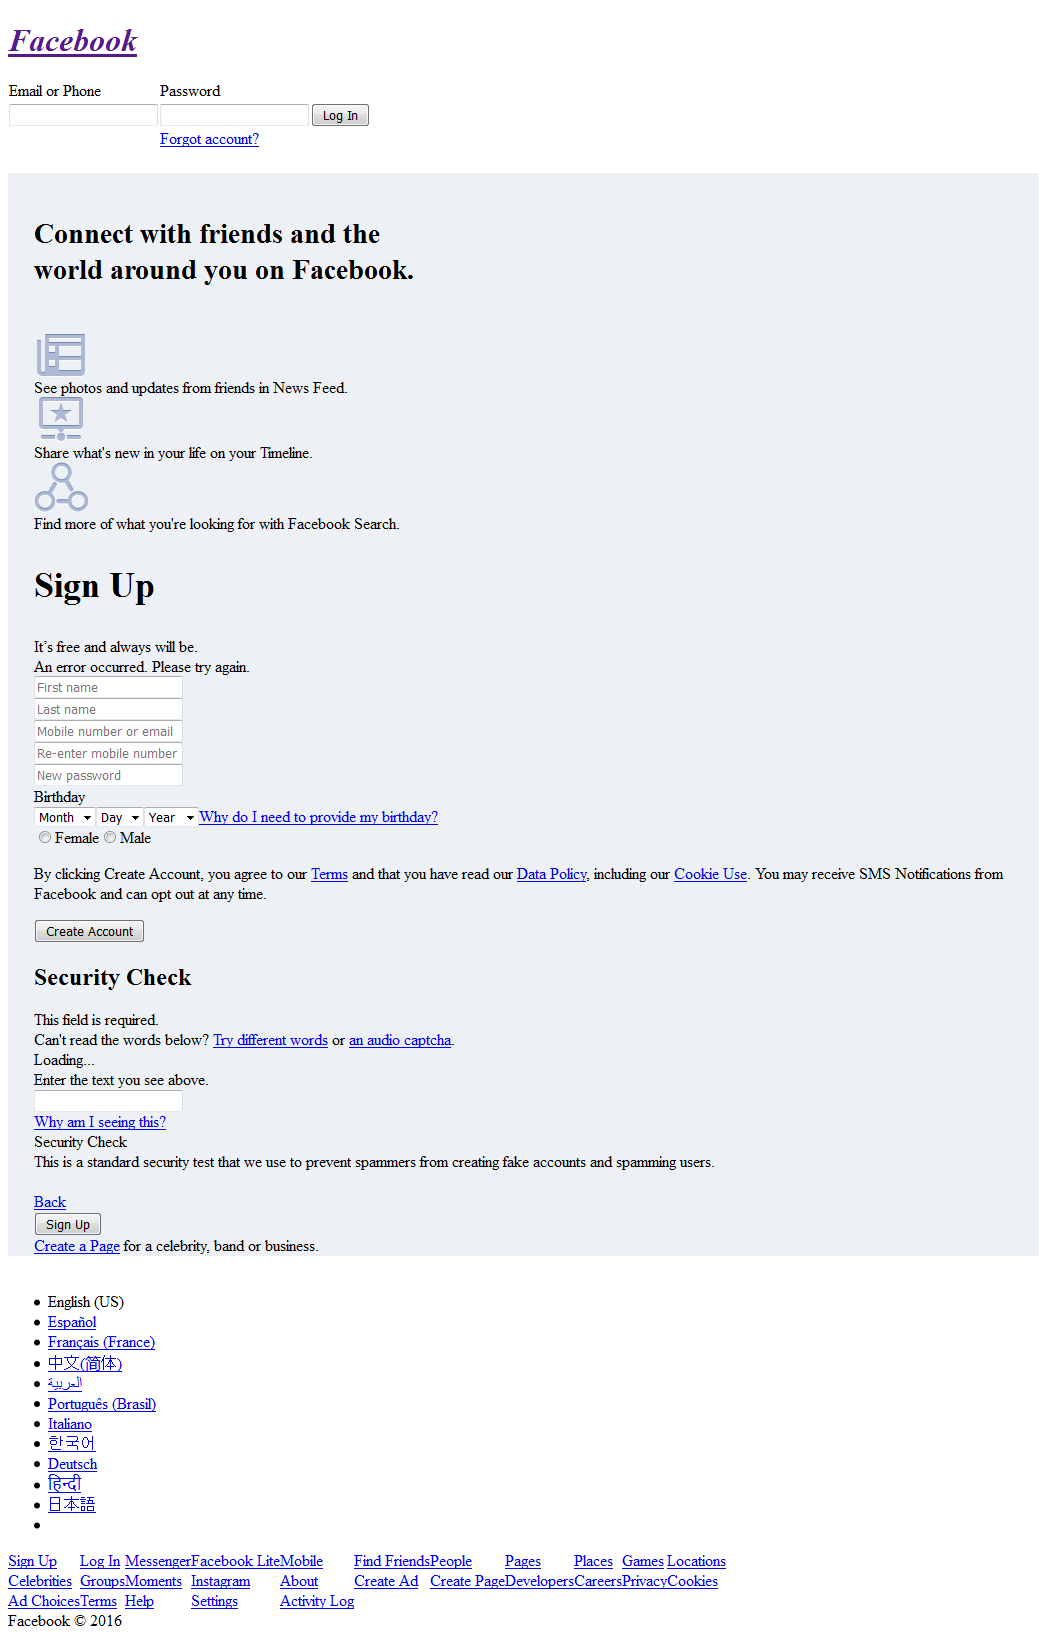 Facebook
Email or Phone Password
Log In
Forgot account?
Connect with friends and the
world around you on Facebook.
See photos and updates from friends in News Feed.
Share what's new in your life on your Timeline.
Find more of what you're looking for with Facebook Search.
Sign Up
It’s free and always will be.
An error occurred. Please try again.
First name
Last name
Mobile number or email
Re-enter mobile number
New password
Birthday
Month Day Year Why do I need to provide my birthday?
Female Male
By clicking Create Account, you agree to our Terms and that you have read our Data Policy, including our Cookie Use. You may receive SMS Notifications from
Facebook and can opt out at any time.
Create Account
Security Check
This field is required.
Can't read the words below? Try different words or an audio captcha.
Loading...
Enter the text you see above.
Why am I seeing this?
Security Check
This is a standard security test that we use to prevent spammers from creating fake accounts and spamming users.
Back
Sign Up
Create a Page for a celebrity, band or business.
English (US)
Español
Français (France)
中文(简体)
العربية
Português (Brasil)
Italiano
한국어
Deutsch
हिन्दी
日本語
Sign Up Log In Messenger Facebook Lite Mobile Find Friends People Pages Places Games Locations
Celebrities Groups Moments Instagram About Create Ad Create Page Developers Careers Privacy Cookies
Ad Choices Terms Help Settings Activity Log
Facebook © 2016